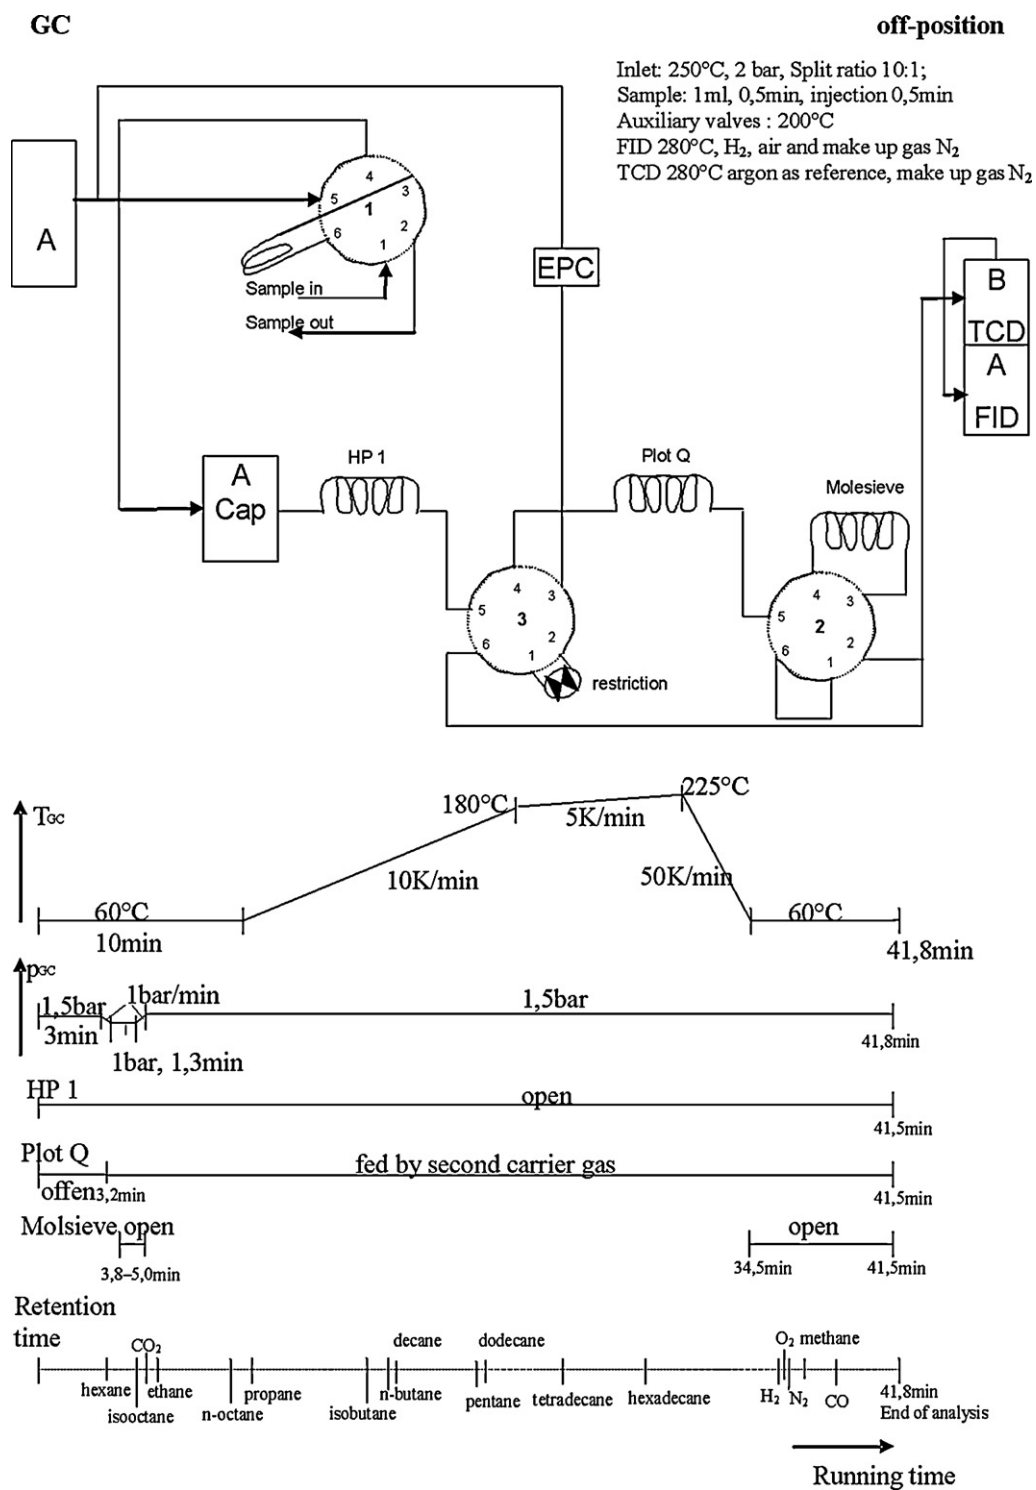 GC
off-position
Inlet: 250°C, 2 bar, Split ratio 10:1;
Sample: 1ml, 0,5min, injection 0,5min
Auxiliary valves : 200°C
FID 280°C, H₂, air and make up gas N₂
TCD 280°C argon as reference, make up gas N₂
A
4
5
3
1
6
2
1
Sample in
Sample out
EPC
B
TCD
A
FID
A
Cap
HP 1
Plot Q
Molesieve
4
3
5
3
6
2
1
restriction
4
3
5
2
6
2
1
TGC
180°C
225°C
5K/min
10K/min
50K/min
60°C
10min
60°C
41,8min
pGC
1bar/min
1,5bar
3min
1,5bar
1bar, 1,3min
41,8min
HP 1
open
41,5min
Plot Q
fed by second carrier gas
offen3,2min
41,5min
Molsieve open
open
3,8–5,0min
34,5min
41,5min
Retention
time
CO₂
decane
dodecane
O₂ methane
hexane
ethane
isooctane
n-octane
propane
isobutane
n-butane
pentane
tetradecane
hexadecane
H₂
N₂
CO
41,8min
End of analysis
Running time